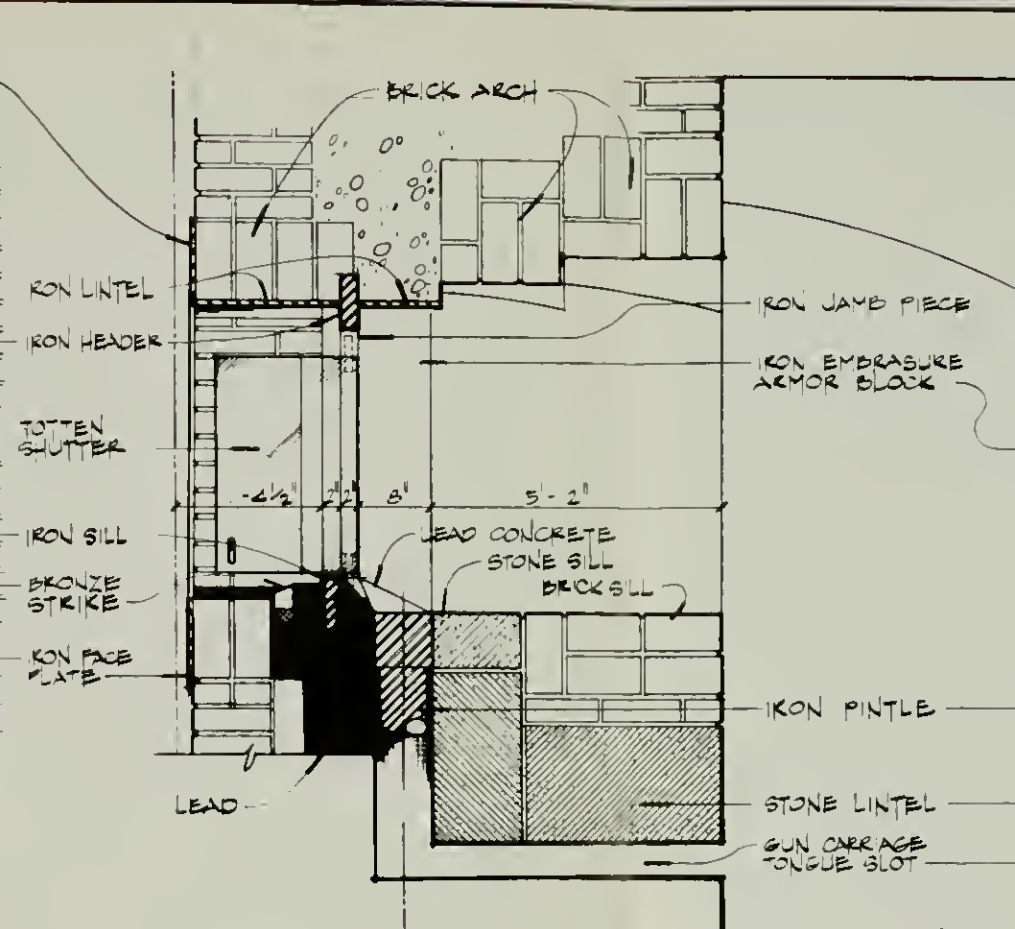 BRICK ARCH
IRON LINTEL
IRON HEADER
IRON JAMB PIECE
IRON EMBRASURE
ARMOR BLOCK
TOTTEN
SHUTTER
-4½" 2" 2" 8" 5'-2"
IRON SILL
LEAD CONCRETE
STONE SILL
BRICK SILL
BRONZE
STRIKE
IRON FACE
PLATE
IRON PINTLE
LEAD
STONE LINTEL
GUN CARRIAGE
TONGUE SLOT